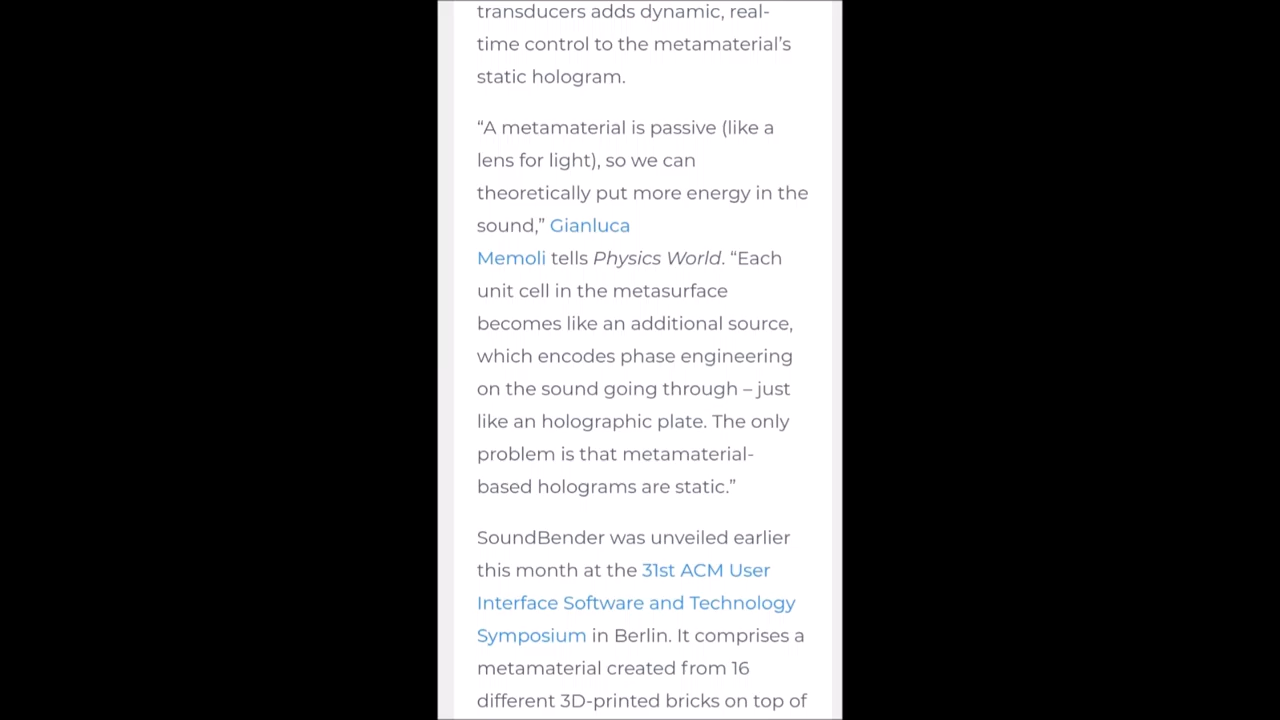 transducers adds dynamic, real-
time control to the metamaterial’s
static hologram.
“A metamaterial is passive (like a
lens for light), so we can
theoretically put more energy in the
sound,” Gianluca
Memoli tells Physics World. “Each
unit cell in the metasurface
becomes like an additional source,
which encodes phase engineering
on the sound going through – just
like an holographic plate. The only
problem is that metamaterial-
based holograms are static.”
SoundBender was unveiled earlier
this month at the 31st ACM User
Interface Software and Technology
Symposium in Berlin. It comprises a
metamaterial created from 16
different 3D-printed bricks on top of